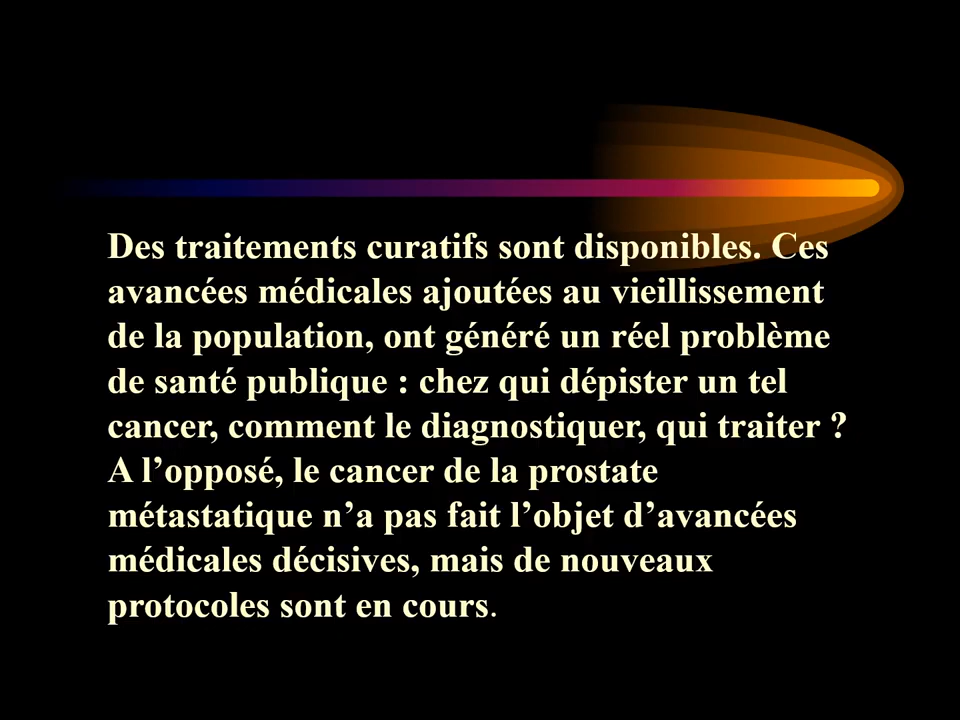 Des traitements curatifs sont disponibles. Ces
avancées médicales ajoutées au vieillissement
de la population, ont généré un réel problème
de santé publique : chez qui dépister un tel
cancer, comment le diagnostiquer, qui traiter ?
A l’opposé, le cancer de la prostate
métastatique n’a pas fait l’objet d’avancées
médicales décisives, mais de nouveaux
protocoles sont en cours.